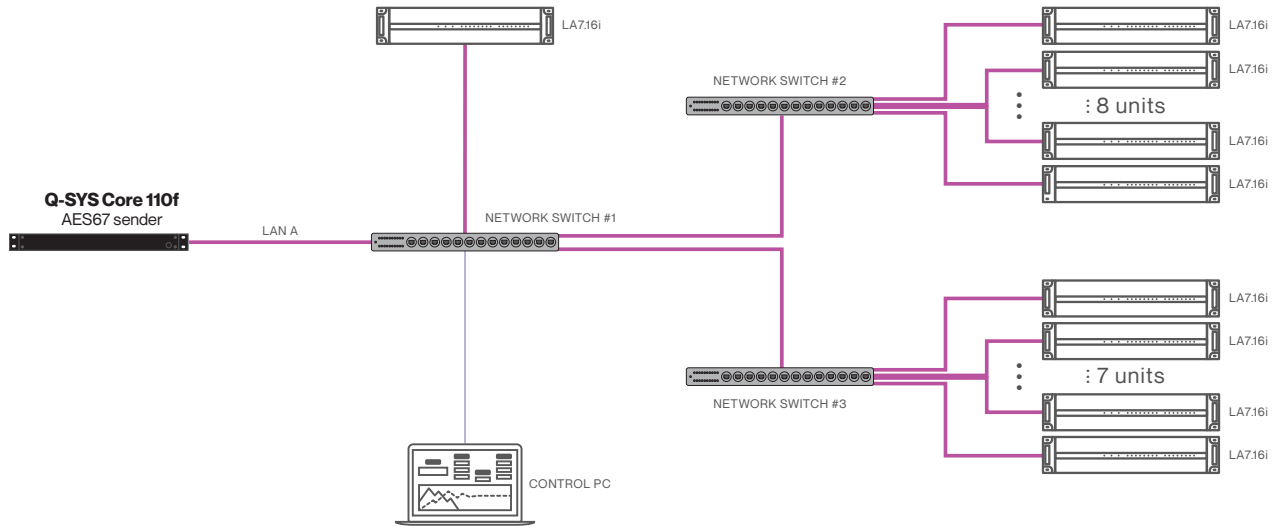 LA7.16i
NETWORK SWITCH #2
LA7.16i
LA7.16i
⋮ 8 units
LA7.16i
LA7.16i
Q-SYS Core 110f
AES67 sender
LAN A
NETWORK SWITCH #1
LA7.16i
LA7.16i
⋮ 7 units
NETWORK SWITCH #3
LA7.16i
LA7.16i
CONTROL PC